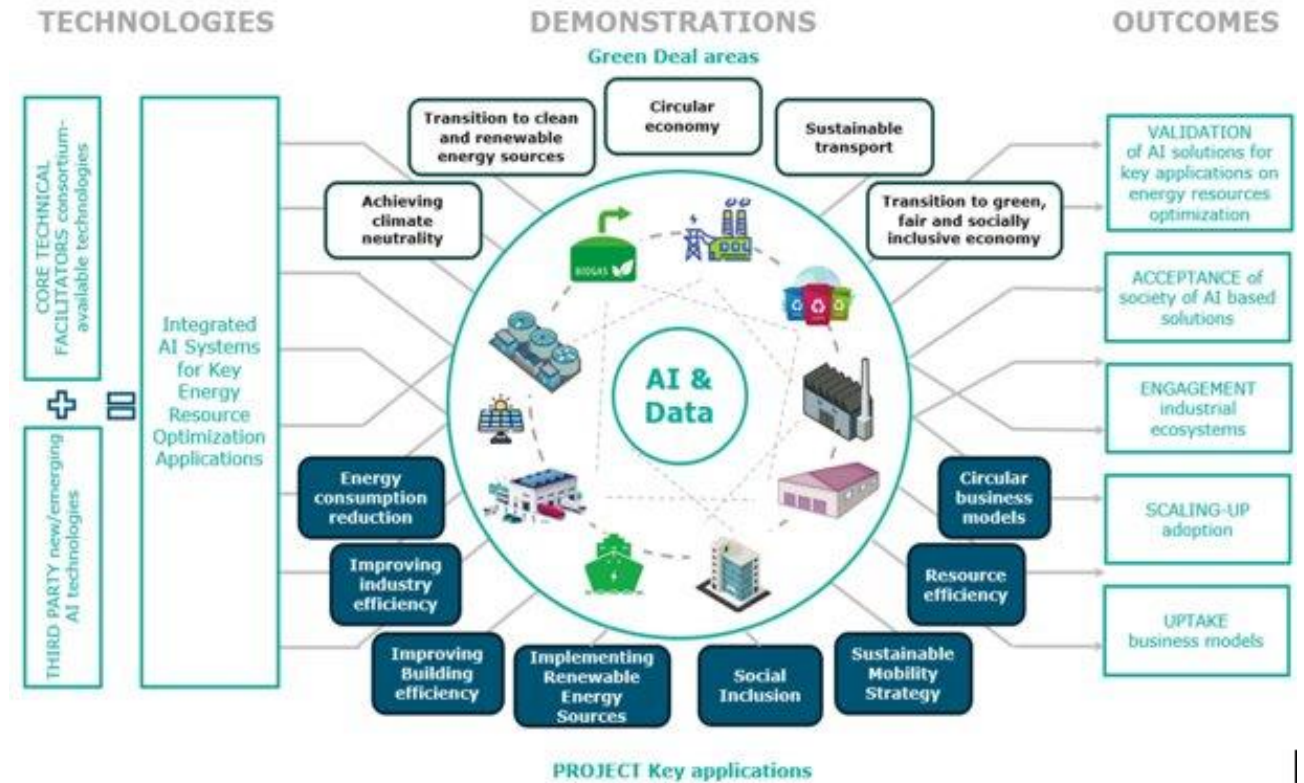 TECHNOLOGIES
DEMONSTRATIONS
OUTCOMES
Green Deal areas
CORE TECHNICAL
FACILITATORS consortium-
available technologies
THIRD PARTY new/emerging
AI technologies
Integrated
AI Systems
for Key
Energy
Resource
Optimization
Applications
Achieving
climate
neutrality
Transition to clean
and renewable
energy sources
Circular
economy
Sustainable
transport
Transition to green,
fair and socially
inclusive economy
BIOGAS
AI &
Data
Energy
consumption
reduction
Improving
industry
efficiency
Improving
Building
efficiency
Implementing
Renewable
Energy
Sources
Social
Inclusion
Sustainable
Mobility
Strategy
Resource
efficiency
Circular
business
models
PROJECT Key applications
VALIDATION
of AI solutions for
key applications on
energy resources
optimization
ACCEPTANCE of
society of AI based
solutions
ENGAGEMENT
industrial
ecosystems
SCALING-UP
adoption
UPTAKE
business models